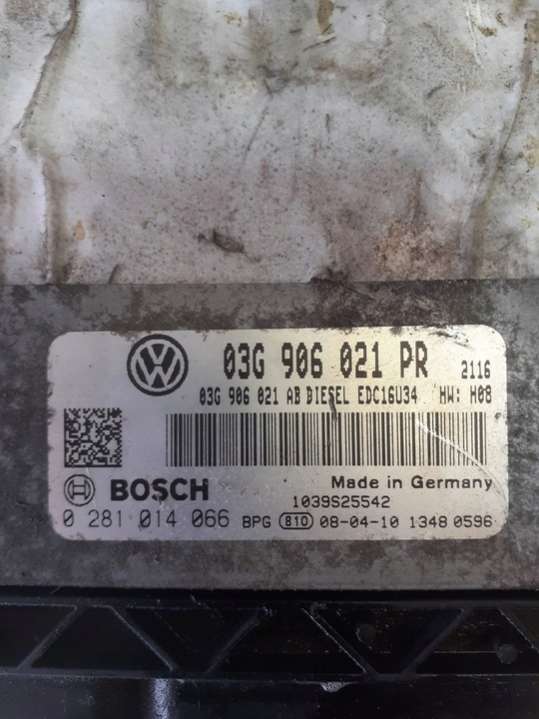 VW 03G 906 021 PR 2116
03G 906 021 AB DIESEL EDC16U34 HW: H08
BOSCH Made in Germany
1039S25542
0 281 014 066 BPG 810 08-04-10 1348 0596